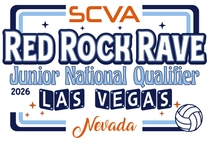 SCVA
RED ROCK RAVE
Junior National Qualifier
2026
LAS VEGAS
Nevada